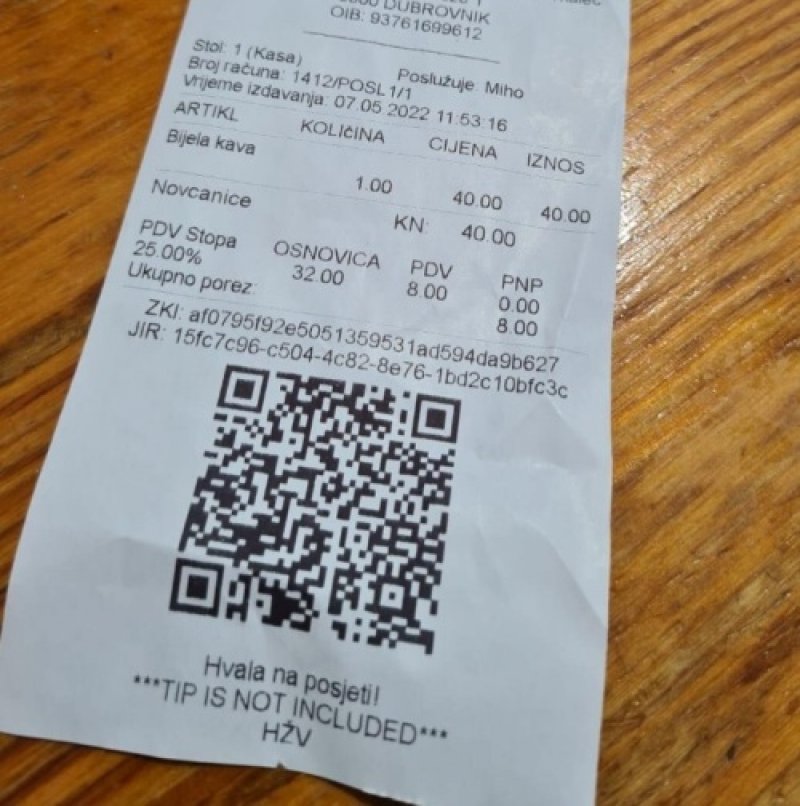 DUBROVNIK
OIB: 93761699612
Stol: 1 (Kasa)
Poslužuje: Miho
Broj računa: 1412/POSL1/1
Vrijeme izdavanja: 07.05.2022 11:53:16
ARTIKL KOLIčINA CIJENA IZNOS
Bijela kava
1.00 40.00 40.00
Novcanice KN: 40.00
PDV Stopa OSNOVICA PDV PNP
25.00% 32.00 8.00 0.00
Ukupno porez: 8.00
ZKI: af0795f92e5051359531ad594da9b627
JIR: 15fc7c96-c504-4c82-8e76-1bd2c10bfc3c
Hvala na posjeti!
***TIP IS NOT INCLUDED***
HŽV